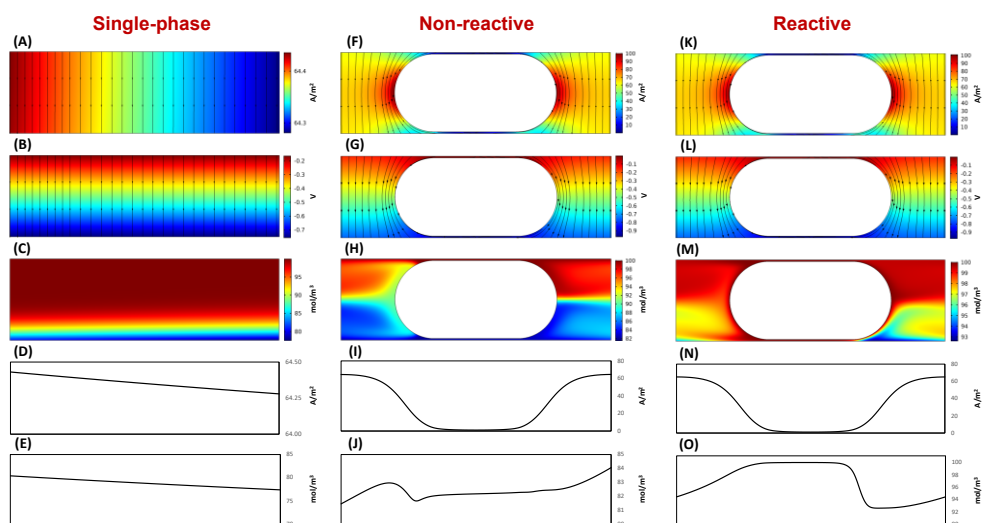 Single-phase
Non-reactive
Reactive
(A)
64.4
64.3
A/m²
(F)
100
90
80
70
60
50
40
30
20
10
A/m²
(K)
100
90
80
70
60
50
40
30
20
10
A/m²
(B)
-0.2
-0.3
-0.4
-0.5
-0.6
-0.7
V
(G)
-0.1
-0.2
-0.3
-0.4
-0.5
-0.6
-0.7
-0.8
-0.9
V
(L)
-0.1
-0.2
-0.3
-0.4
-0.5
-0.6
-0.7
-0.8
-0.9
V
(C)
95
90
85
80
mol/m³
(H)
100
98
96
94
92
90
88
86
84
82
mol/m³
(M)
100
99
98
97
96
95
94
93
mol/m³
(D)
64.50
64.25
64.00
A/m²
(I)
80
60
40
20
0
A/m²
(N)
80
60
40
20
0
A/m²
(E)
85
80
75
mol/m³
(J)
85
84
83
82
81
mol/m³
(O)
100
98
96
94
92
mol/m³